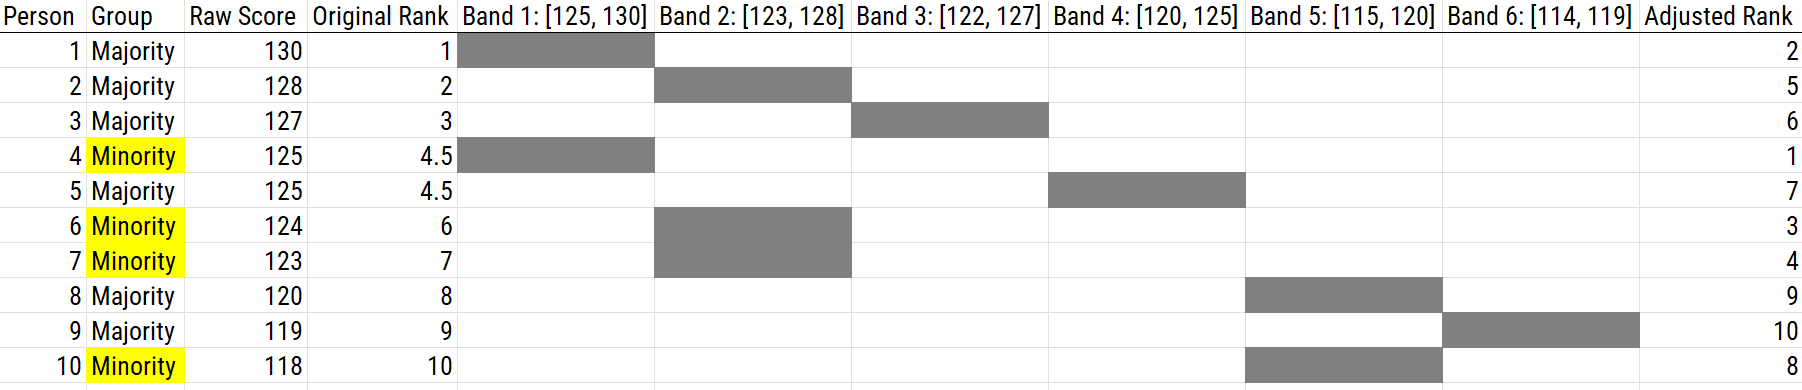 Person Group Raw Score Original Rank Band 1: [125, 130] Band 2: [123, 128] Band 3: [122, 127] Band 4: [120, 125] Band 5: [115, 120] Band 6: [114, 119] Adjusted Rank
1 Majority 130 1 2
2 Majority 128 2 5
3 Majority 127 3 6
4 Minority 125 4.5 1
5 Majority 125 4.5 7
6 Minority 124 6 3
7 Minority 123 7 4
8 Majority 120 8 9
9 Majority 119 9 10
10 Minority 118 10 8